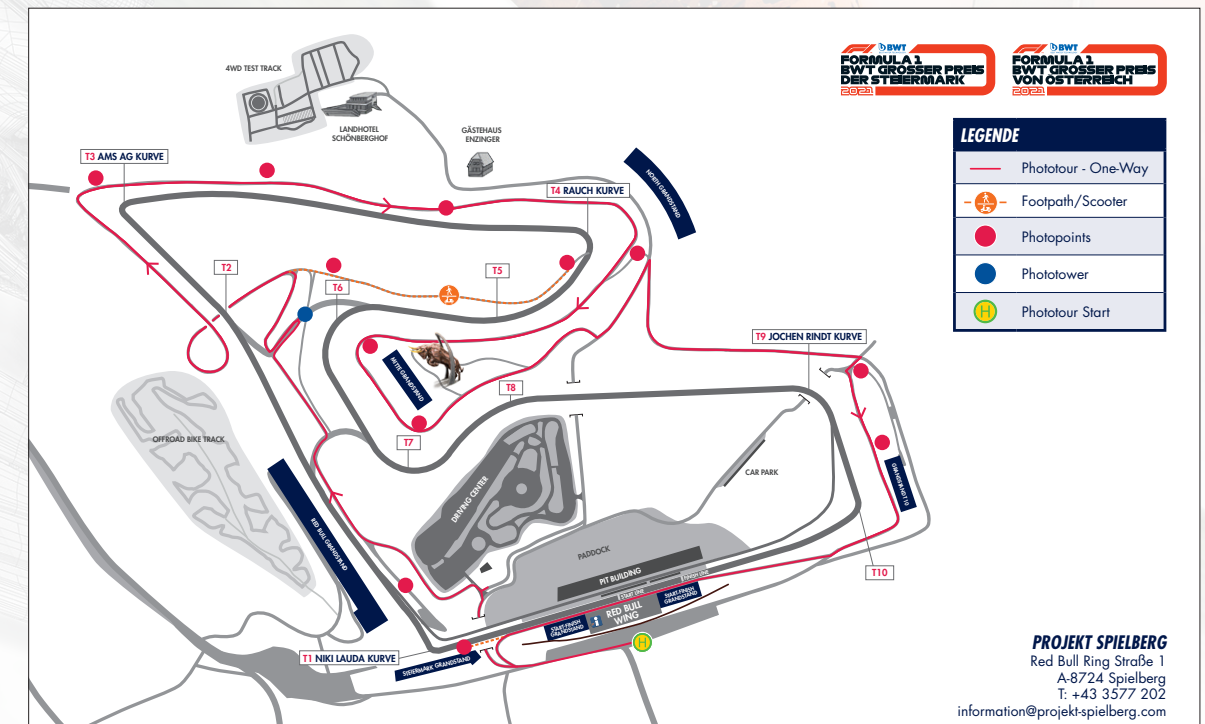 BWT
FORMULA 1
BWT GROSSER PREIS
DER STEIERMARK
2021
BWT
FORMULA 1
BWT GROSSER PREIS
VON ÖSTERREICH
2021
4WD TEST TRACK
LANDHOTEL
SCHÖNBERGHOF
GÄSTEHAUS
ENZINGER
LEGENDE
Phototour - One-Way
Footpath/Scooter
Photopoints
Phototower
H
Phototour Start
T3 AMS AG KURVE
T4 RAUCH KURVE
NORTH GRANDSTAND
T2
T5
T6
T9 JOCHEN RINDT KURVE
MITTE GRANDSTAND
T8
T7
OFFROAD BIKE TRACK
DRIVING CENTER
CAR PARK
GRANDSTAND T10
RED BULL GRANDSTAND
PADDOCK
PIT BUILDING
FINISH LINE
START LINE
T10
START-FINISH
GRANDSTAND
RED BULL
WING
START-FINISH
GRANDSTAND
i
H
T1 NIKI LAUDA KURVE
STEIERMARK GRANDSTAND
PROJEKT SPIELBERG
Red Bull Ring Straße 1
A-8724 Spielberg
T: +43 3577 202
information@projekt-spielberg.com